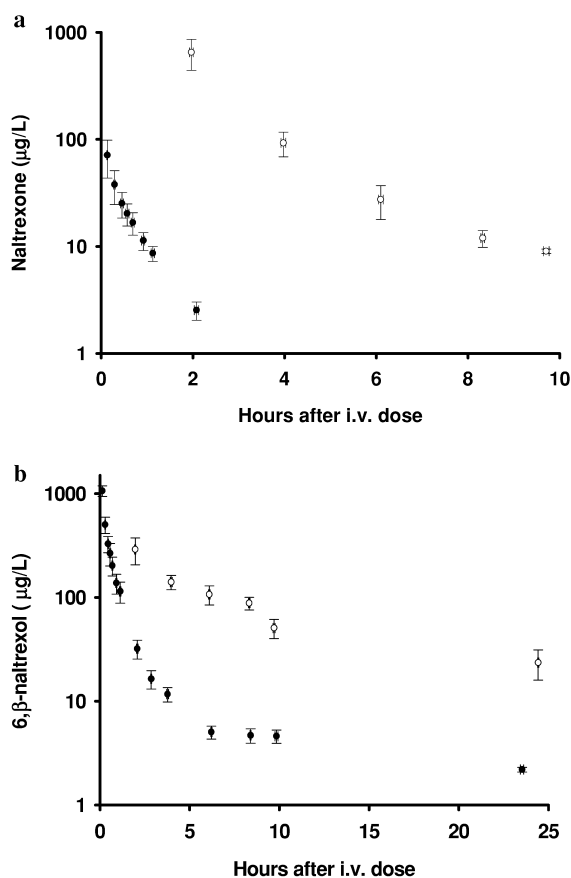 a
1000
100
10
1
Naltrexone (µg/L)
0 2 4 6 8 10
Hours after i.v. dose
b
1000
100
10
1
6,β-naltrexol ( µg/L)
0 5 10 15 20 25
Hours after i.v. dose